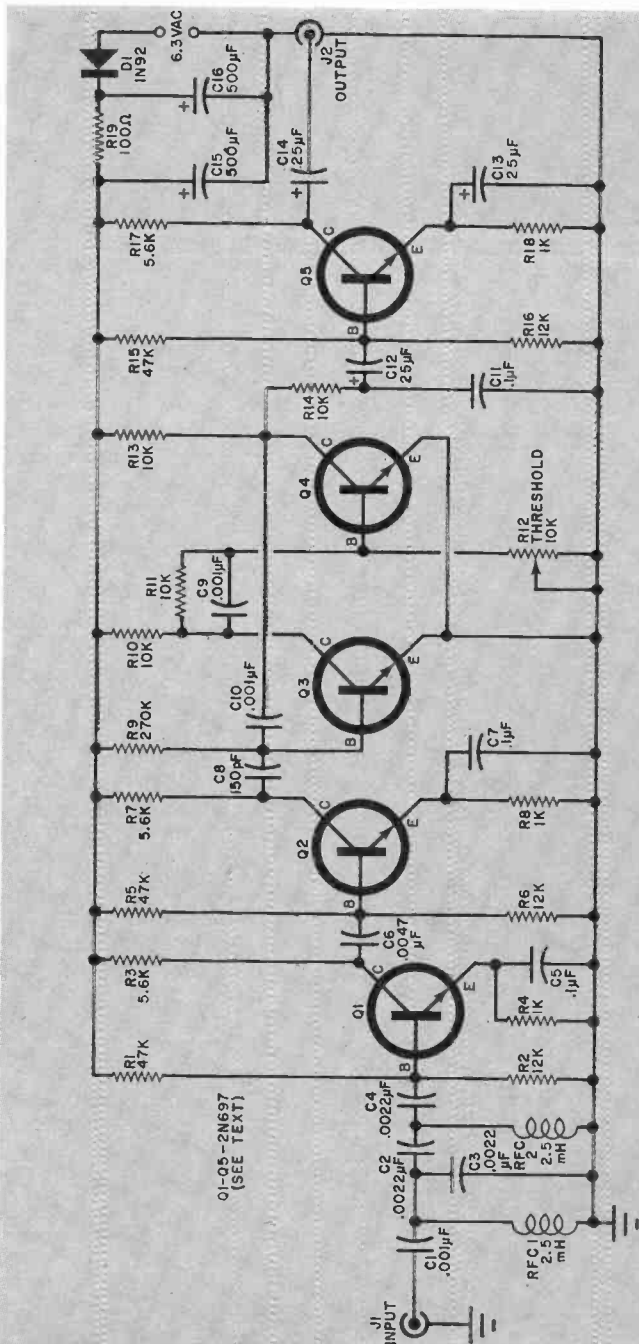 J1
INPUT
C1
.001µF
RFC1
2.5
mH
C2
.0022µF
C3
.0022
µF
RFC
2
2.5
mH
C4
.0022µF
Q1-Q5-2N697
(SEE TEXT)
R1
47K
R2
12K
B
C
E
Q1
R3
5.6K
R4
1K
C5
.1µF
C6
.0047
µF
R5
47K
R6
12K
B
C
E
Q2
R7
5.6K
R8
1K
C7
.1µF
C8
150pF
R9
270K
C10
.001µF
B
C
E
Q3
R10
10K
C9
.001µF
R11
10K
R12
THRESHOLD
10K
B
C
E
Q4
R13
10K
R14
10K
C11
.1µF
+
C12
25µF
R15
47K
R16
12K
B
C
E
Q5
R17
5.6K
R18
1K
+
C13
25µF
+
C14
.25µF
+
C15
500µF
+
C16
500µF
R19
100Ω
D1
1N92
6.3VAC
J2
OUTPUT